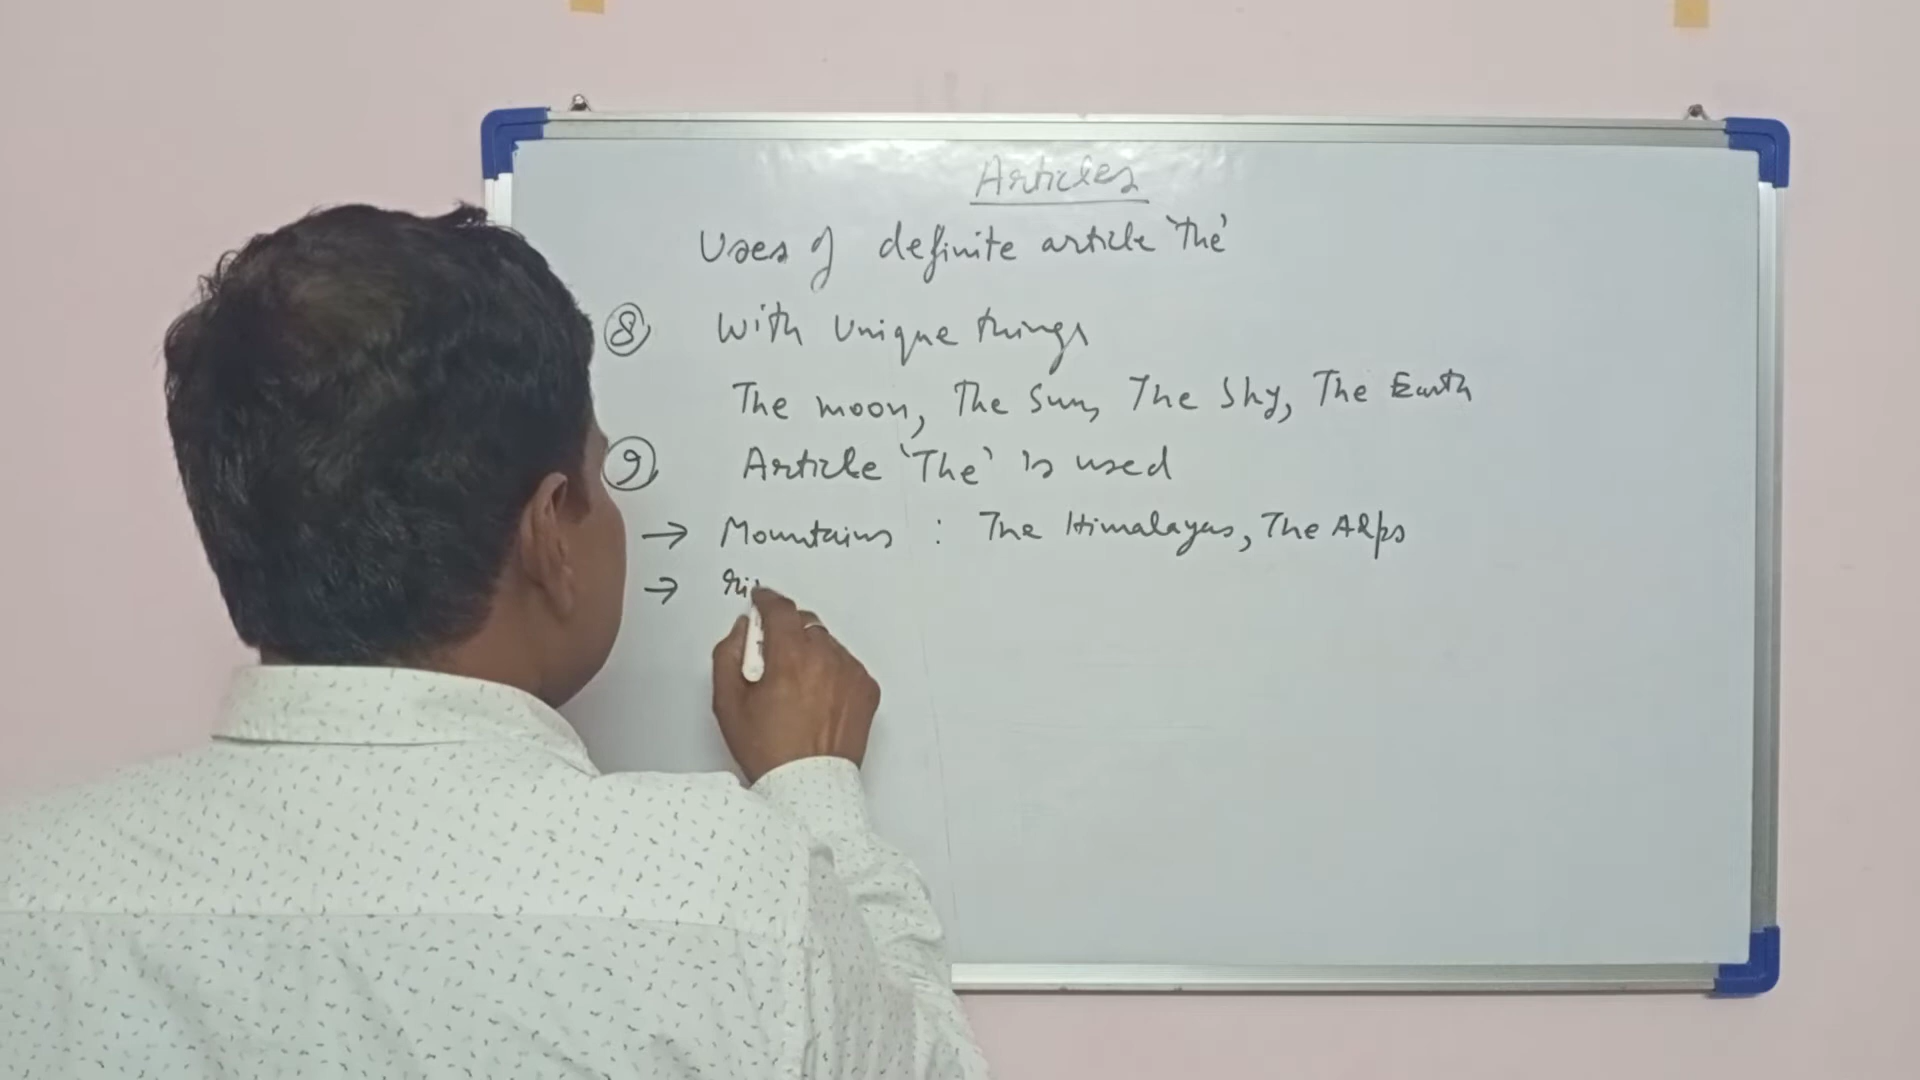 Articles
Uses of definite article 'The'
8 With Unique things
The moon, The Sun, The Sky, The Earth
9 Article 'The' is used
→ Mountains : The Himalayas, The Alps
→ ri